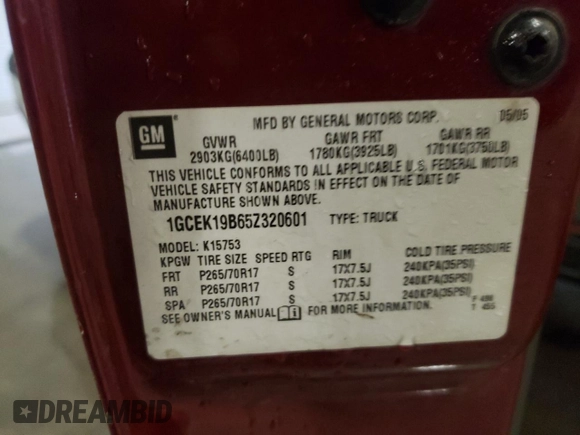 GM
MFD BY GENERAL MOTORS CORP. 05/05
GVWR GAWR FRT GAWR RR
2903KG(6400LB) 1780KG(3925LB) 1701KG(3750LB)
THIS VEHICLE CONFORMS TO ALL APPLICABLE U.S. FEDERAL MOTOR
VEHICLE SAFETY STANDARDS IN EFFECT ON THE DATE OF
MANUFACTURE SHOWN ABOVE.
1GCEK19B65Z320601 TYPE: TRUCK
MODEL: K15753
KPGW TIRE SIZE SPEED RTG RIM COLD TIRE PRESSURE
FRT P265/70R17 S 17X7.5J 240KPA(35PSI)
RR P265/70R17 S 17X7.5J 240KPA(35PSI)
SPA P265/70R17 S 17X7.5J 240KPA(35PSI)
SEE OWNER'S MANUAL FOR MORE INFORMATION.
DREAMBID